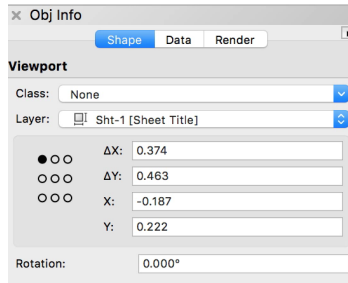 Obj Info
Shape Data Render
Viewport
Class: None
Layer: Sht-1 [Sheet Title]
ΔX: 0.374
ΔY: 0.463
X: -0.187
Y: 0.222
Rotation: 0.000°